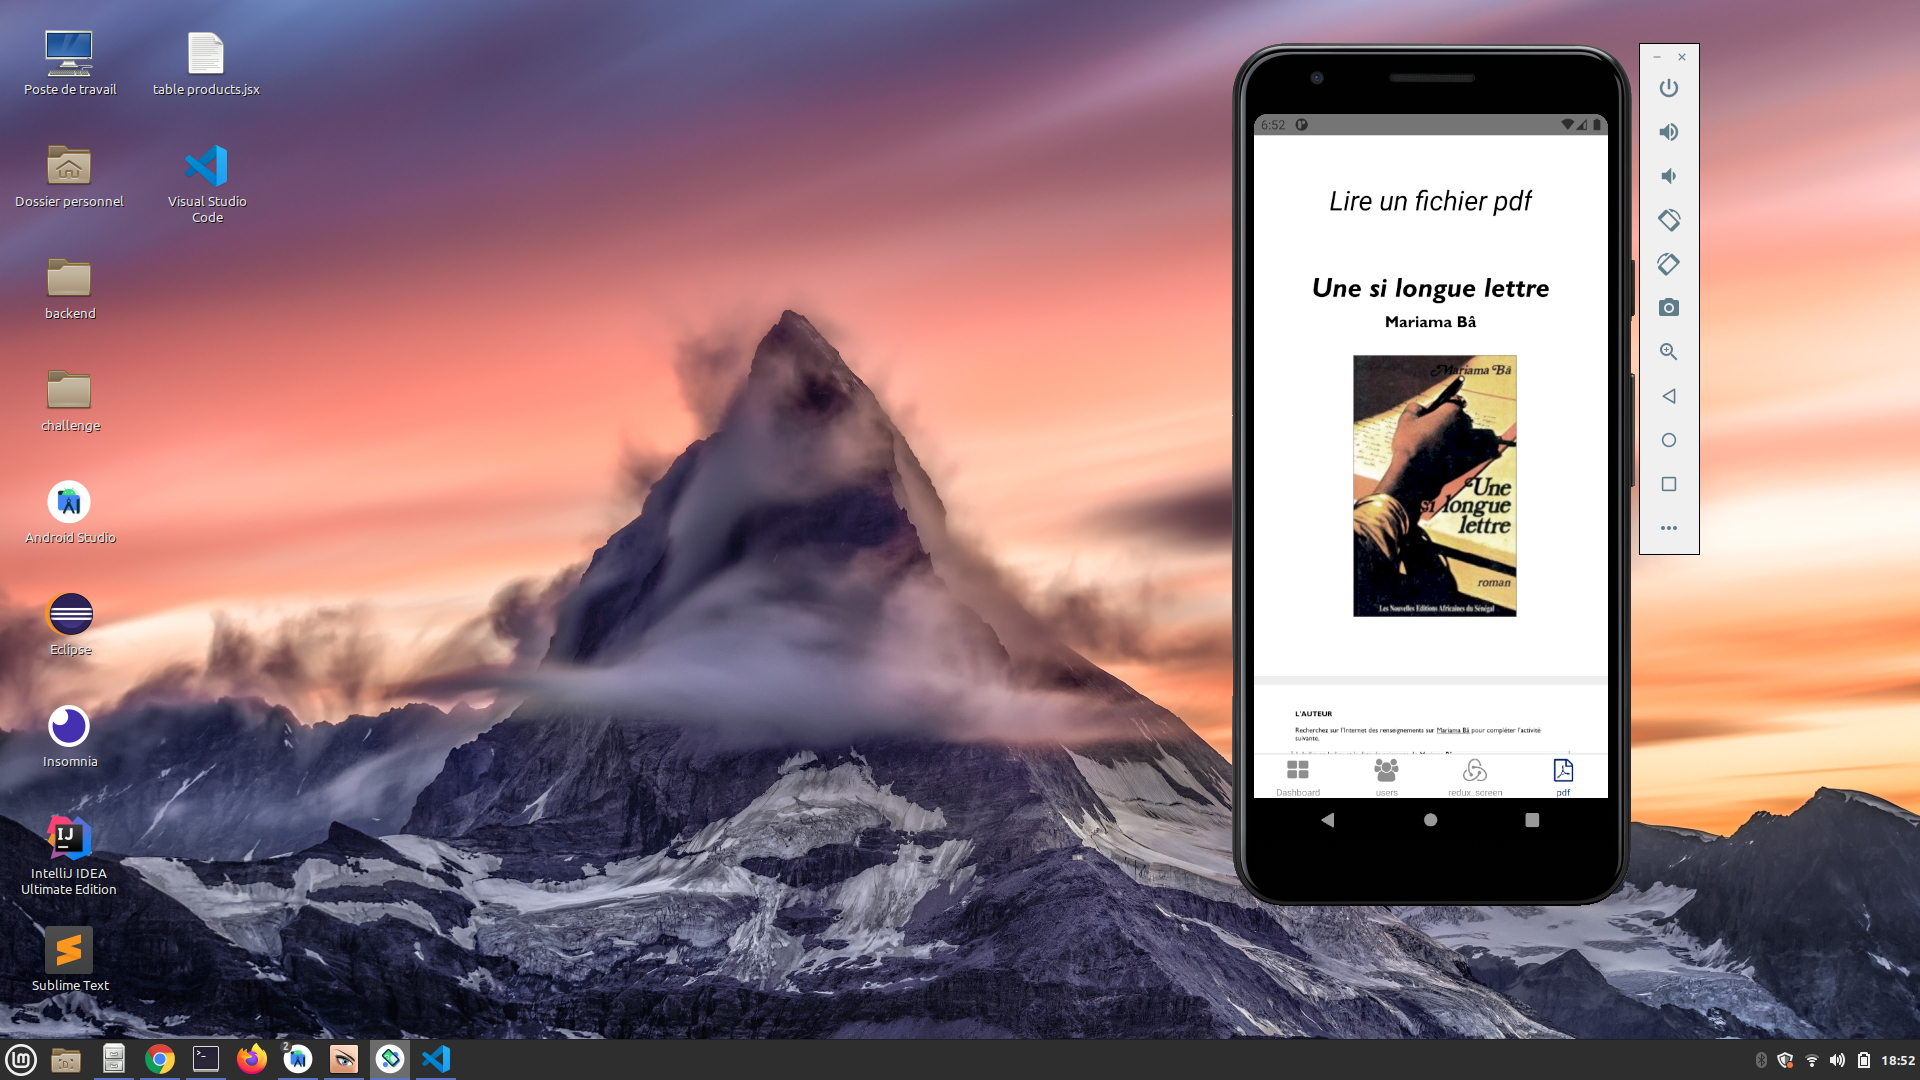 Poste de travail
table products.jsx
Dossier personnel
Visual Studio
Code
backend
challenge
Android Studio
Eclipse
Insomnia
IntelliJ IDEA
Ultimate Edition
Sublime Text
6:52
Lire un fichier pdf
Une si longue lettre
Mariama Bâ
Mariama Bâ
Une
si longue
lettre
roman
Les Nouvelles Editions Africaines du Sénégal
L'AUTEUR
Recherchez sur l'Internet des renseignements sur Mariama Bâ pour compléter l'activité
suivante.
Dashboard
users
redux_screen
pdf
2
18:52